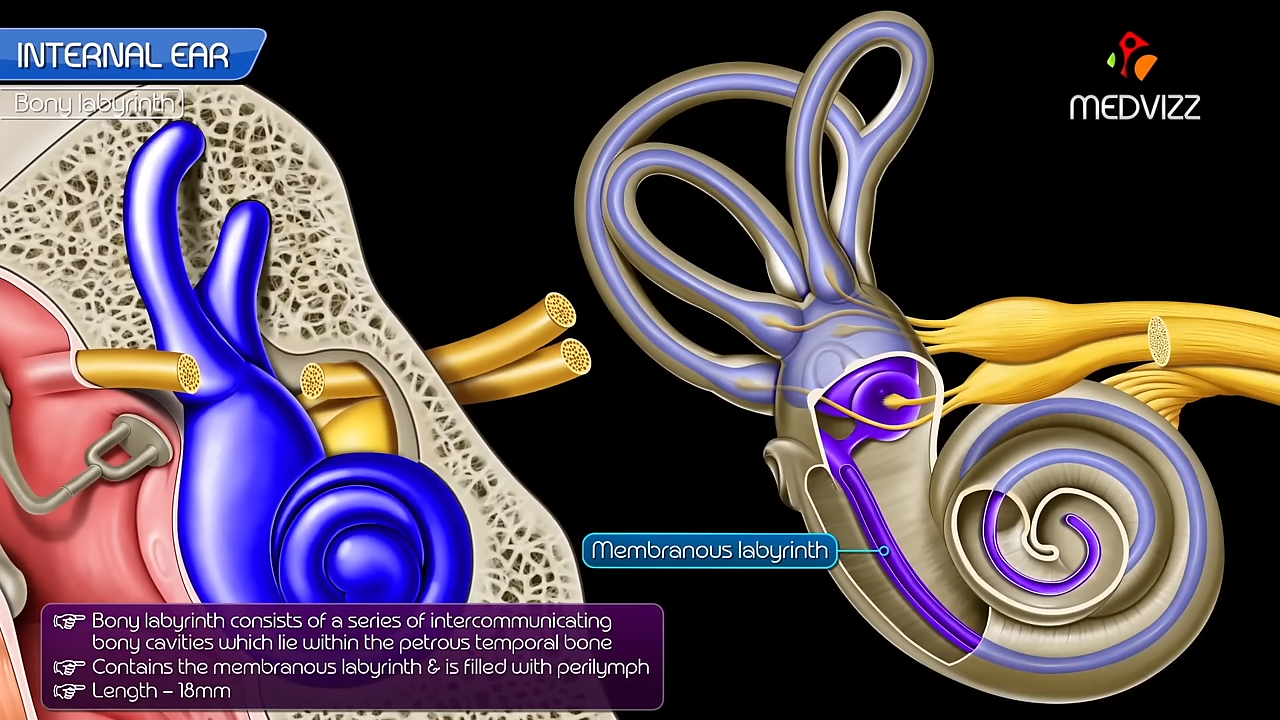 INTERNAL EAR
Bony labyrinth
MEDVIZZ
Membranous labyrinth
Bony labyrinth consists of a series of intercommunicating
bony cavities which lie within the petrous temporal bone
Contains the membranous labyrinth & is filled with perilymph
Length – 18mm